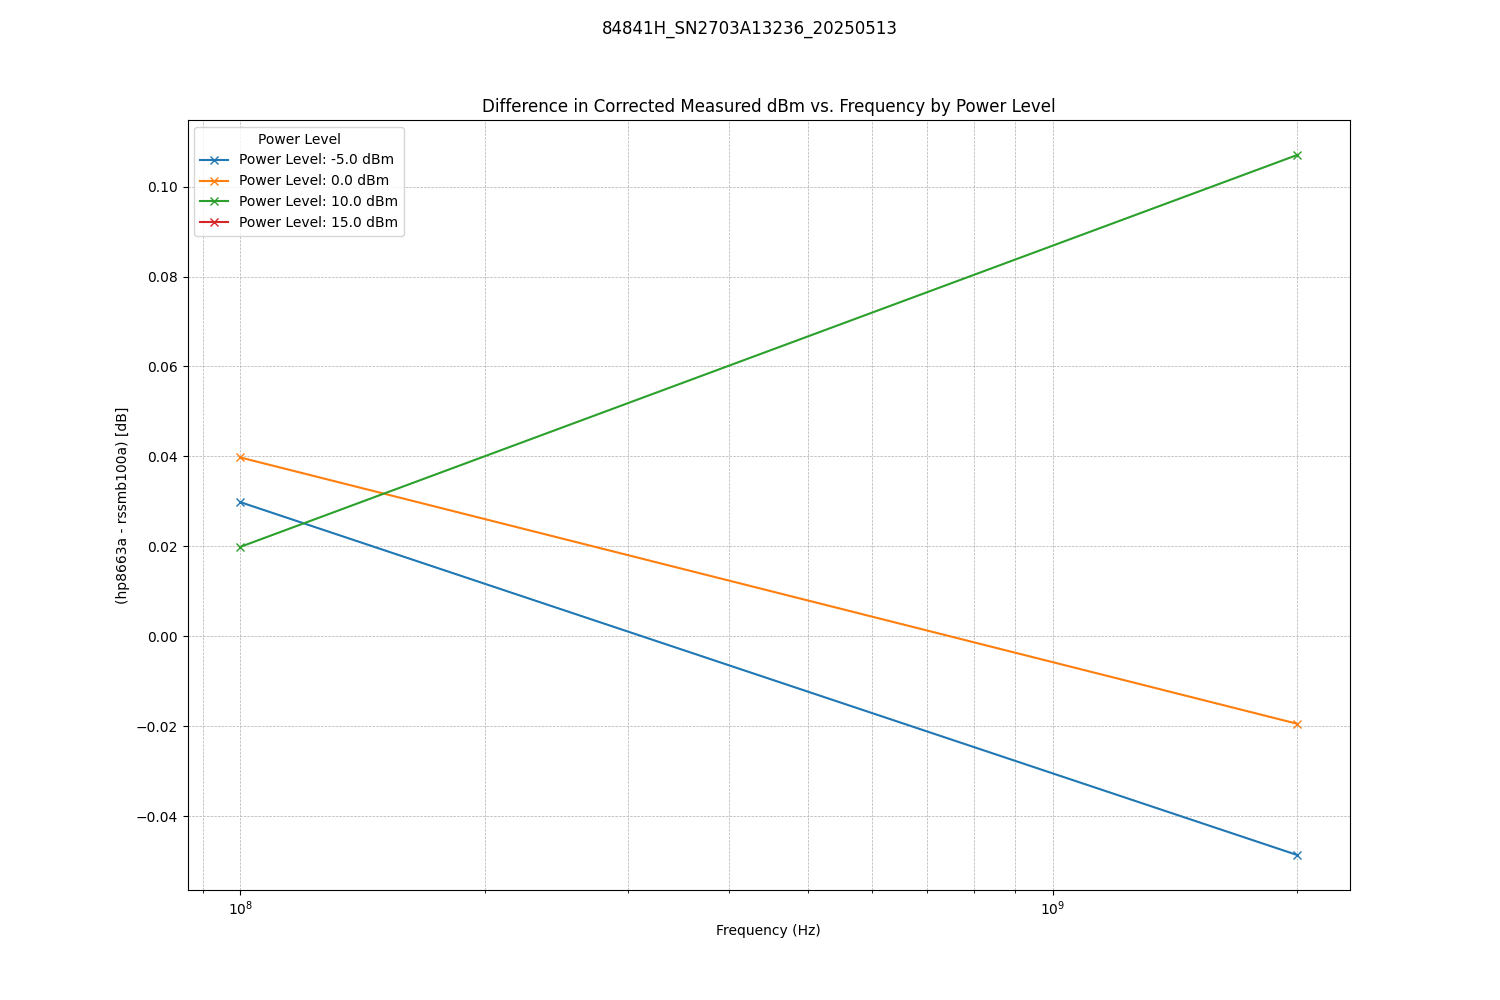 84841H_SN2703A13236_20250513
Difference in Corrected Measured dBm vs. Frequency by Power Level
Power Level
Power Level: -5.0 dBm
Power Level: 0.0 dBm
Power Level: 10.0 dBm
Power Level: 15.0 dBm
(hp8663a - rssmb100a) [dB]
0.10
0.08
0.06
0.04
0.02
0.00
−0.02
−0.04
10⁸
10⁹
Frequency (Hz)